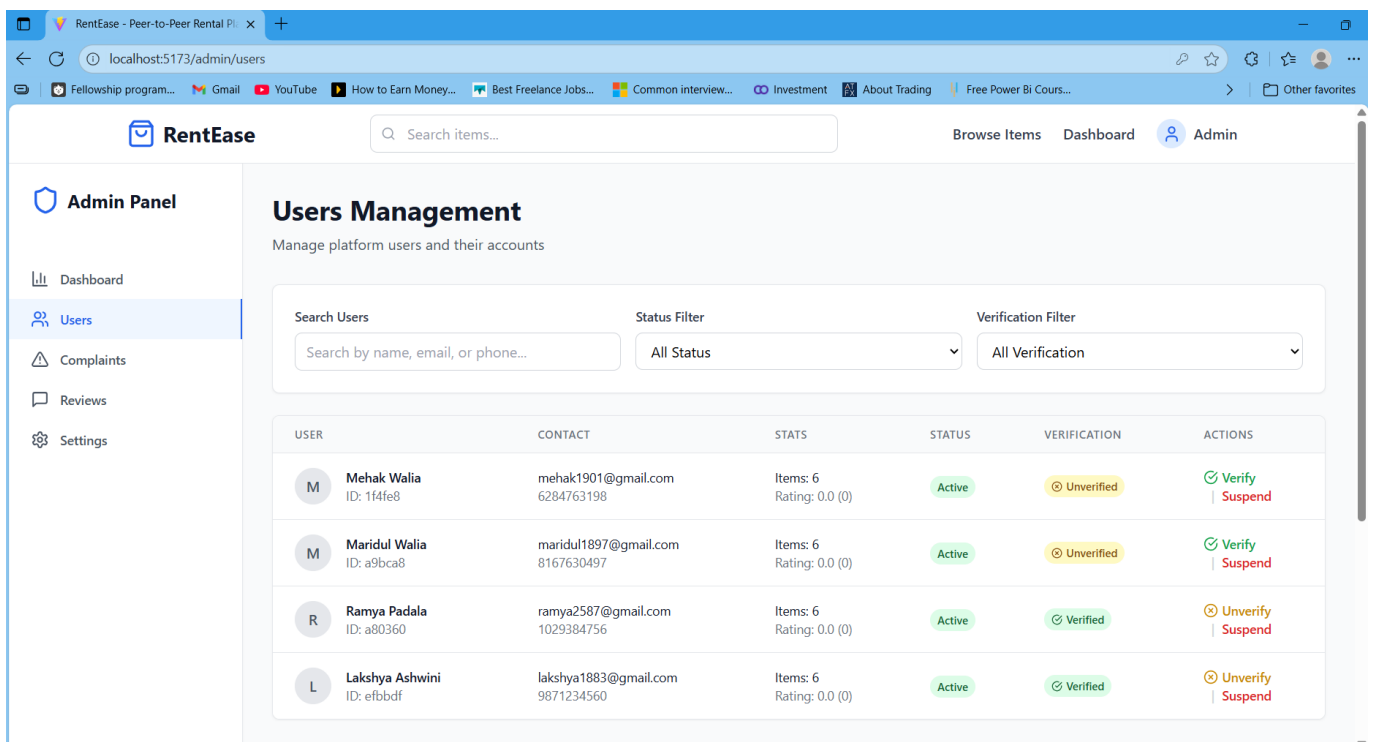 RentEase - Peer-to-Peer Rental Pl
localhost:5173/admin/users
Fellowship program... Gmail YouTube How to Earn Money... Best Freelance Jobs... Common interview... Investment About Trading Free Power Bi Cours... Other favorites
RentEase Search items... Browse Items Dashboard Admin
Admin Panel
Dashboard
Users
Complaints
Reviews
Settings
Users Management
Manage platform users and their accounts
Search Users Status Filter Verification Filter
Search by name, email, or phone... All Status All Verification
USER CONTACT STATS STATUS VERIFICATION ACTIONS
M Mehak Walia mehak1901@gmail.com Items: 6 Active Unverified Verify
ID: 1f4fe8 6284763198 Rating: 0.0 (0) | Suspend
M Maridul Walia maridul1897@gmail.com Items: 6 Active Unverified Verify
ID: a9bca8 8167630497 Rating: 0.0 (0) | Suspend
R Ramya Padala ramya2587@gmail.com Items: 6 Active Verified Unverify
ID: a80360 1029384756 Rating: 0.0 (0) | Suspend
L Lakshya Ashwini lakshya1883@gmail.com Items: 6 Active Verified Unverify
ID: efbbdf 9871234560 Rating: 0.0 (0) | Suspend